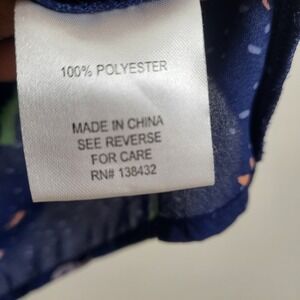 100% POLYESTER
MADE IN CHINA
SEE REVERSE
FOR CARE
RN# 138432